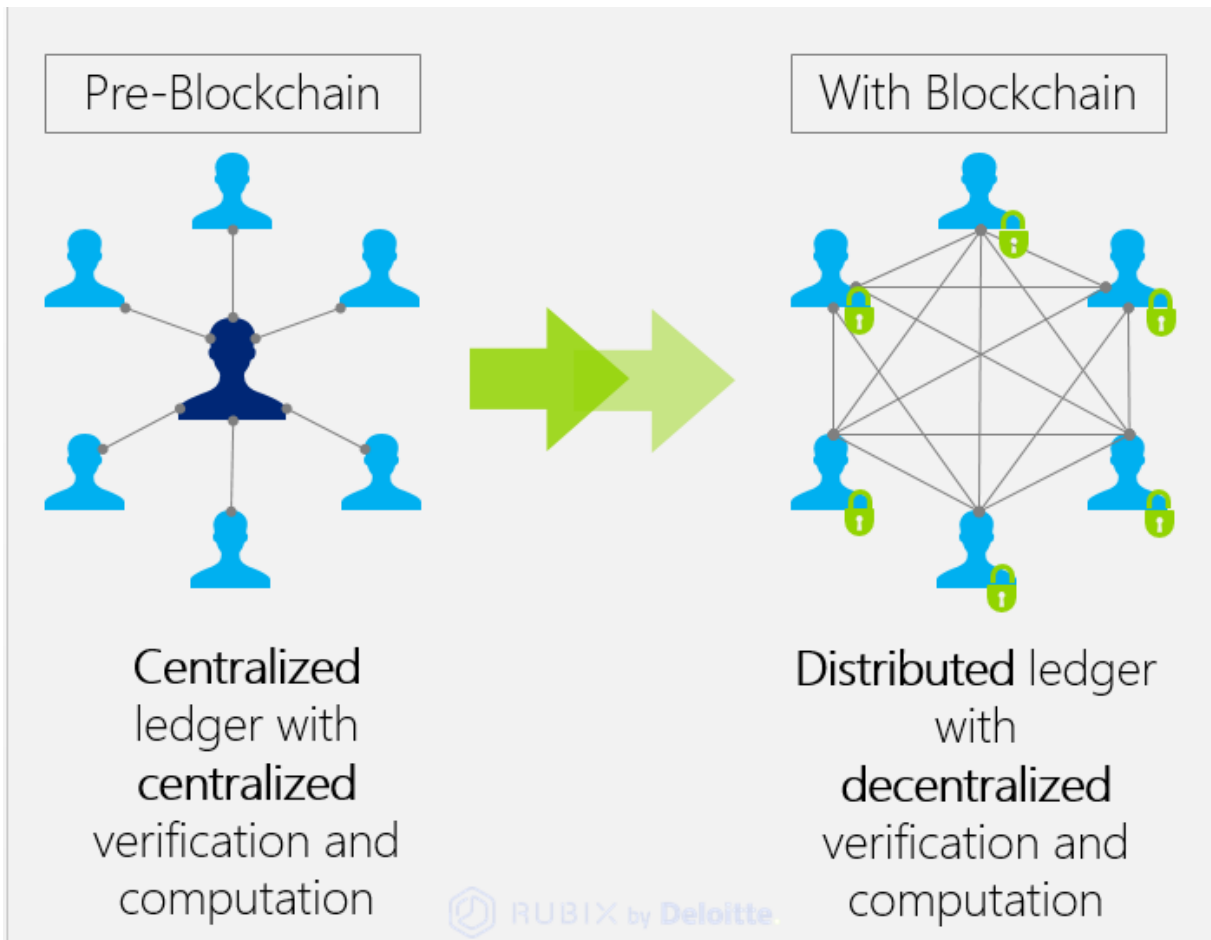 Pre-Blockchain
With Blockchain
Centralized
ledger with
centralized
verification and
computation
Distributed ledger
with
decentralized
verification and
computation
RUBIX by Deloitte.